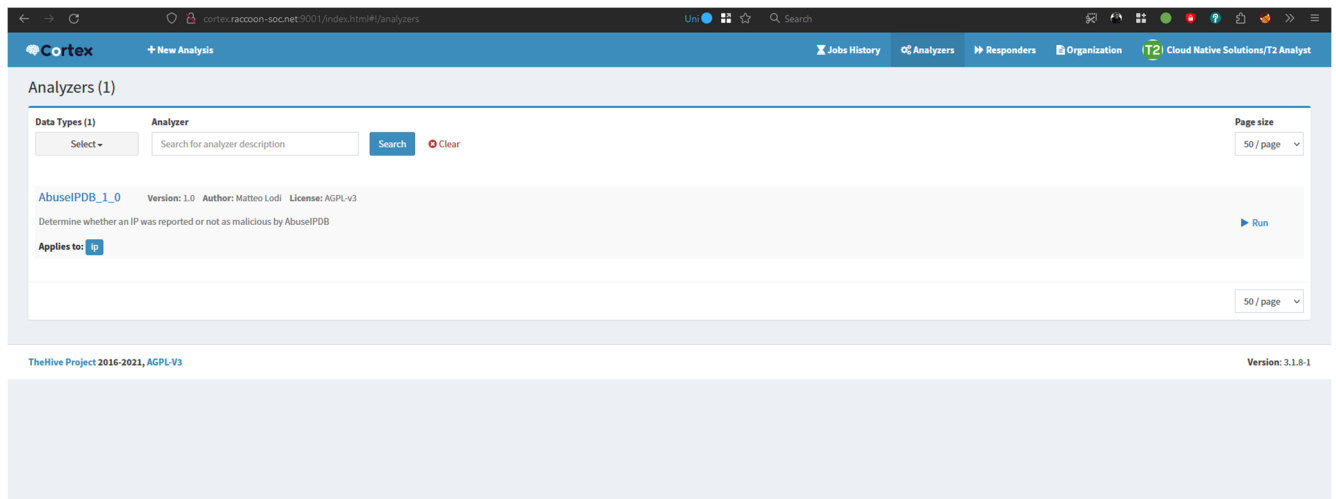 cortex.raccoon-soc.net:9001/index.html#!/analyzers
Uni
Search
Cortex
+ New Analysis
Jobs History
Analyzers
Responders
Organization
T2
Cloud Native Solutions/T2 Analyst
Analyzers (1)
Data Types (1)
Analyzer
Page size
Select
Search for analyzer description
Search
Clear
50 / page
AbuseIPDB_1_0
Version: 1.0 Author: Matteo Lodi License: AGPL-v3
Determine whether an IP was reported or not as malicious by AbuseIPDB
Run
Applies to: ip
50 / page
TheHive Project 2016-2021, AGPL-V3
Version: 3.1.8-1